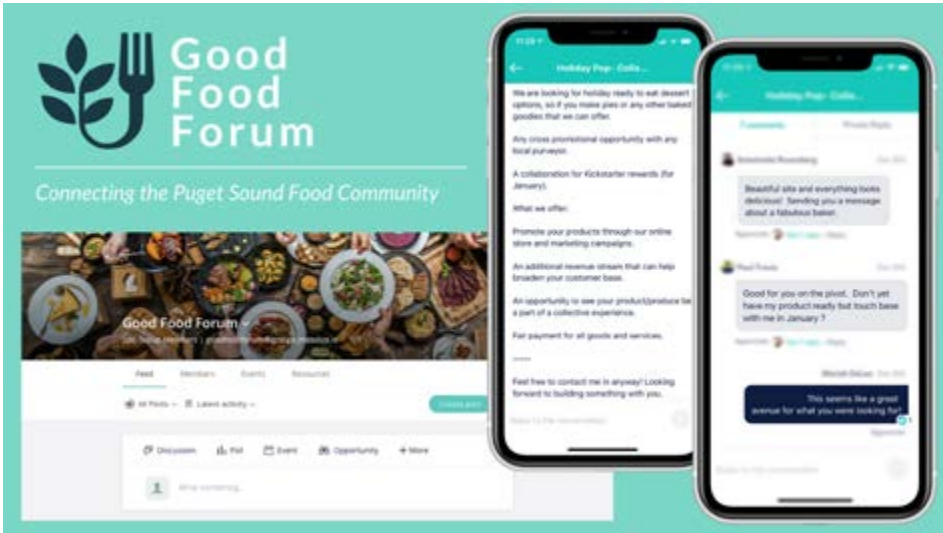 Good
Food
Forum
Connecting the Puget Sound Food Community
Good Food Forum
Feed Members Events Resources
All Posts Latest activity
Create post
Discussion Poll Event Opportunity + More
Write something...
11:29
Holiday Pop- Colla...
We are looking for holiday ready to eat dessert
options, so if you make pies or any other baked
goodies that we can offer.
Any cross promotional opportunity with any
local purveyor.
A collaboration for Kickstarter rewards (for
January).
What we offer:
Promote your products through our online
store and marketing campaigns.
An additional revenue stream that can help
broaden your customer base.
An opportunity to see your product/produce be
a part of a collective experience.
Fair payment for all goods and services.
-----
Feel free to contact me in anyway! Looking
forward to building something with you.
Holiday Pop- Colla...
7 comments Private Reply
Beautiful site and everything looks
delicious! Sending you a message
about a fabulous baker.
Good for you on the pivot. Don't yet
have my product ready but touch base
with me in January ?
This seems like a great
avenue for what you were looking for!